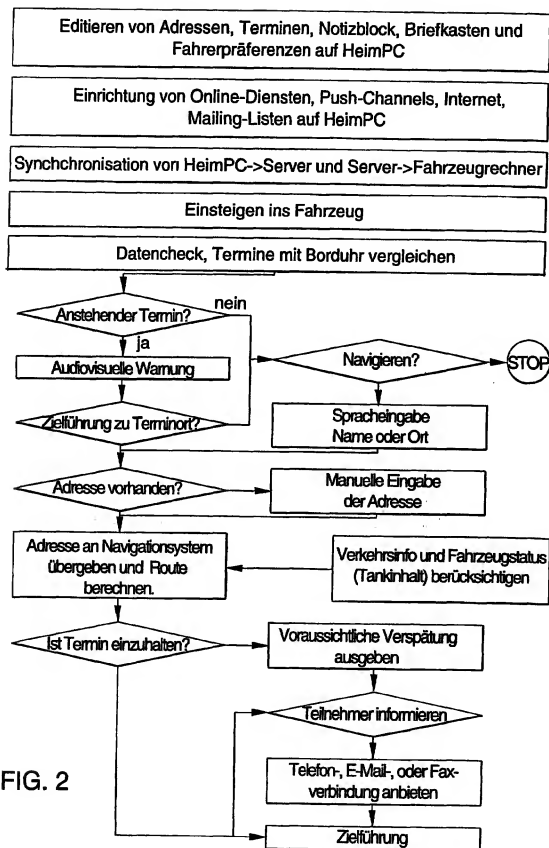 Editieren von Adressen, Terminen, Notizblock, Briefkasten und
Fahrerpräferenzen auf HeimPC
Einrichtung von Online-Diensten, Push-Channels, Internet,
Mailing-Listen auf HeimPC
Synchchronisation von HeimPC->Server und Server->Fahrzeugrechner
Einsteigen ins Fahrzeug
Datencheck, Termine mit Borduhr vergleichen
Anstehender Termin?
nein
ja
Audiovisuelle Warnung
Navigieren?
STOP
Zielführung zu Terminort?
Spracheingabe
Name oder Ort
Adresse vorhanden?
Manuelle Eingabe
der Adresse
Adresse an Navigationsystem
übergeben und Route
berechnen.
Verkehrsinfo und Fahrzeugstatus
(Tankinhalt) berücksichtigen
Ist Termin einzuhalten?
Voraussichtliche Verspätung
ausgeben
Teilnehmer informieren
Telefon-, E-Mail-, oder Fax-
verbindung anbieten
Zielführung
FIG. 2